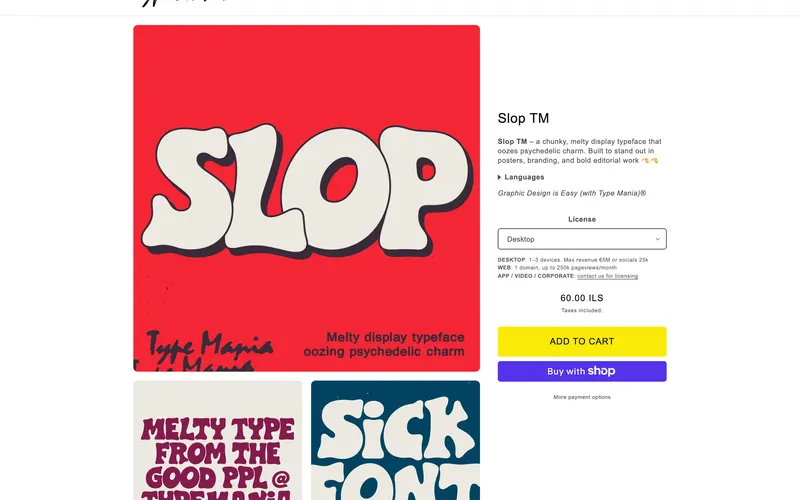 SLOP
Type Mania
Type Mania
Melty display typeface
oozing psychedelic charm
MELTY TYPE
FROM THE
GOOD PPL @
TYPEMANIA
SiCK
FONT
Slop TM
Slop TM – a chunky, melty display typeface that
oozes psychedelic charm. Built to stand out in
posters, branding, and bold editorial work 🫠🫠
Languages
Graphic Design is Easy (with Type Mania)®
License
Desktop
DESKTOP: 1–3 devices. Max revenue €5M or socials 25k
WEB: 1 domain, up to 250k pageviews/month
APP / VIDEO / CORPORATE: contact us for licensing
60.00 ILS
Taxes included.
ADD TO CART
Buy with shop
More payment options